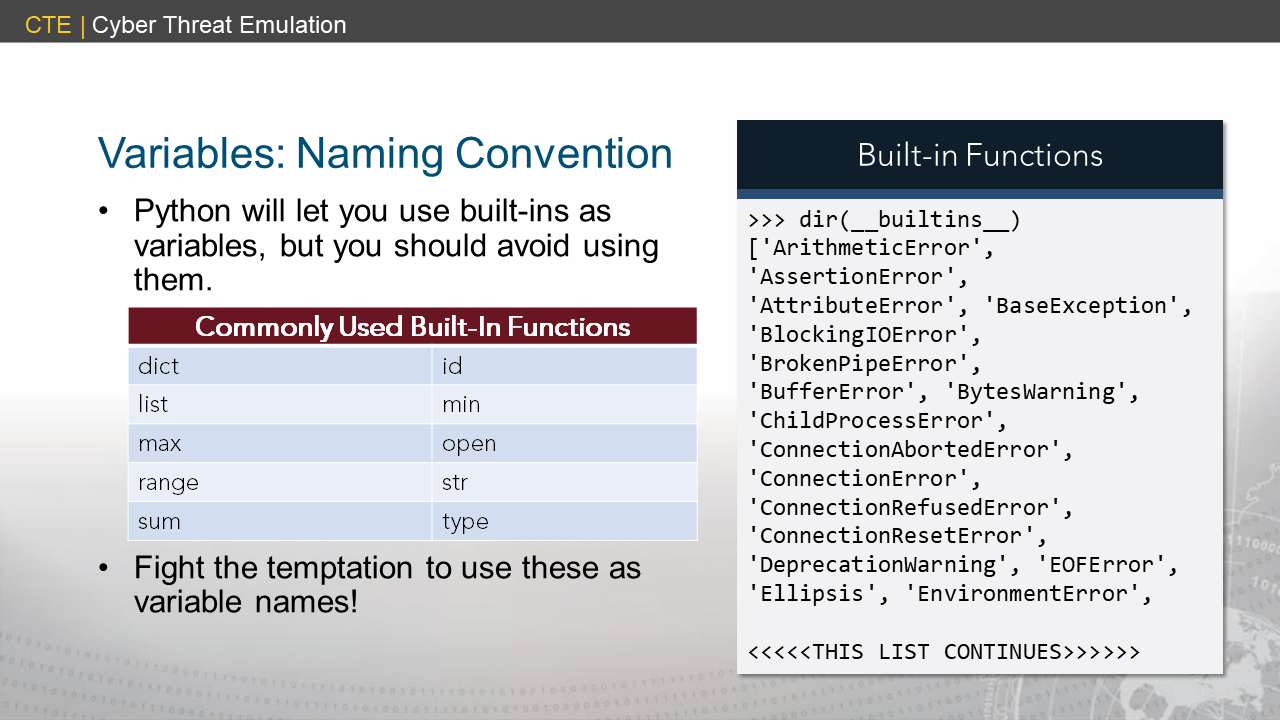 CTE | Cyber Threat Emulation
Variables: Naming Convention
• Python will let you use built-ins as
variables, but you should avoid using
them.
Commonly Used Built-In Functions
dict id
list min
max open
range str
sum type
• Fight the temptation to use these as
variable names!
Built-in Functions
>>> dir(__builtins__)
['ArithmeticError',
'AssertionError',
'AttributeError', 'BaseException',
'BlockingIOError',
'BrokenPipeError',
'BufferError', 'BytesWarning',
'ChildProcessError',
'ConnectionAbortedError',
'ConnectionError',
'ConnectionRefusedError',
'ConnectionResetError',
'DeprecationWarning', 'EOFError',
'Ellipsis', 'EnvironmentError',
<<<<<THIS LIST CONTINUES>>>>>>